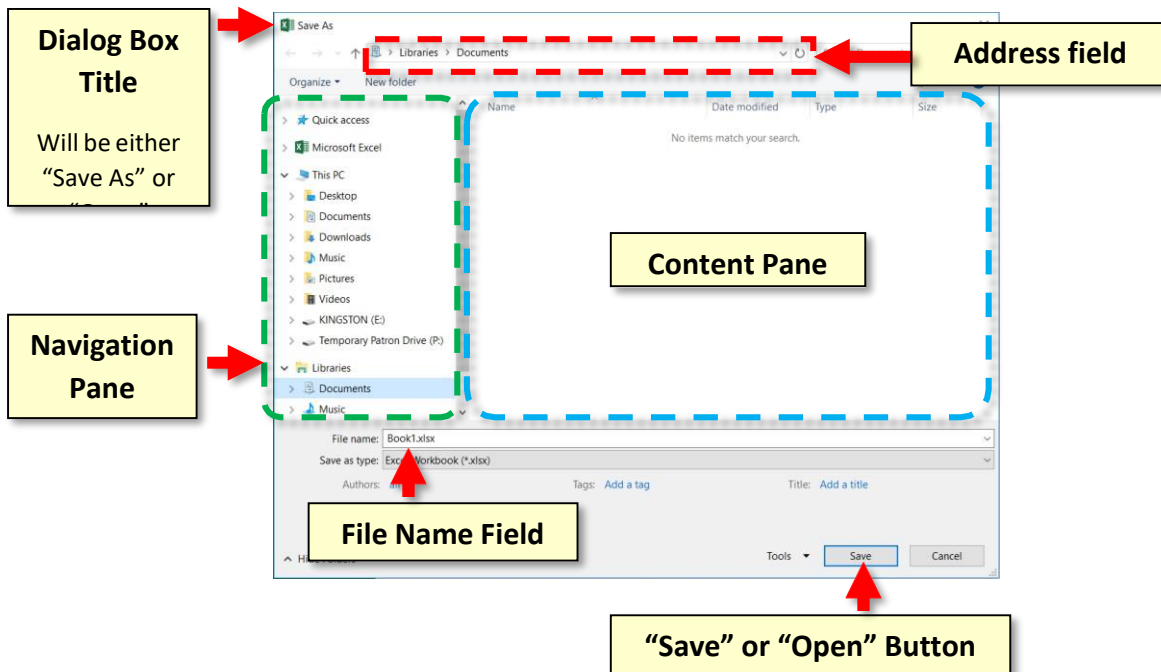 Dialog Box
Title
Will be either
“Save As” or
Save As
Libraries > Documents
Address field
Organize
New folder
Name
Date modified
Type
Size
No items match your search.
Quick access
Microsoft Excel
This PC
Desktop
Documents
Downloads
Music
Pictures
Videos
KINGSTON (E:)
Temporary Patron Drive (P:)
Libraries
Documents
Music
Content Pane
Navigation
Pane
File name: Book1.xlsx
Save as type: Excel Workbook (*.xlsx)
Authors:
Tags: Add a tag
Title: Add a title
File Name Field
Tools
Save
Cancel
“Save” or “Open” Button